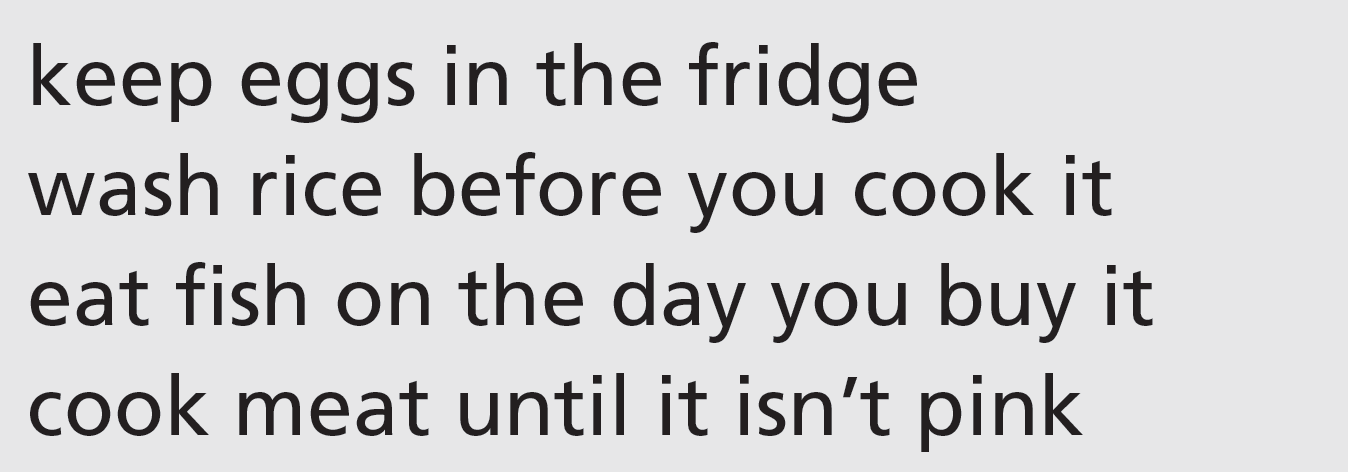 keep eggs in the fridge
wash rice before you cook it
eat fish on the day you buy it
cook meat until it isn’t pink